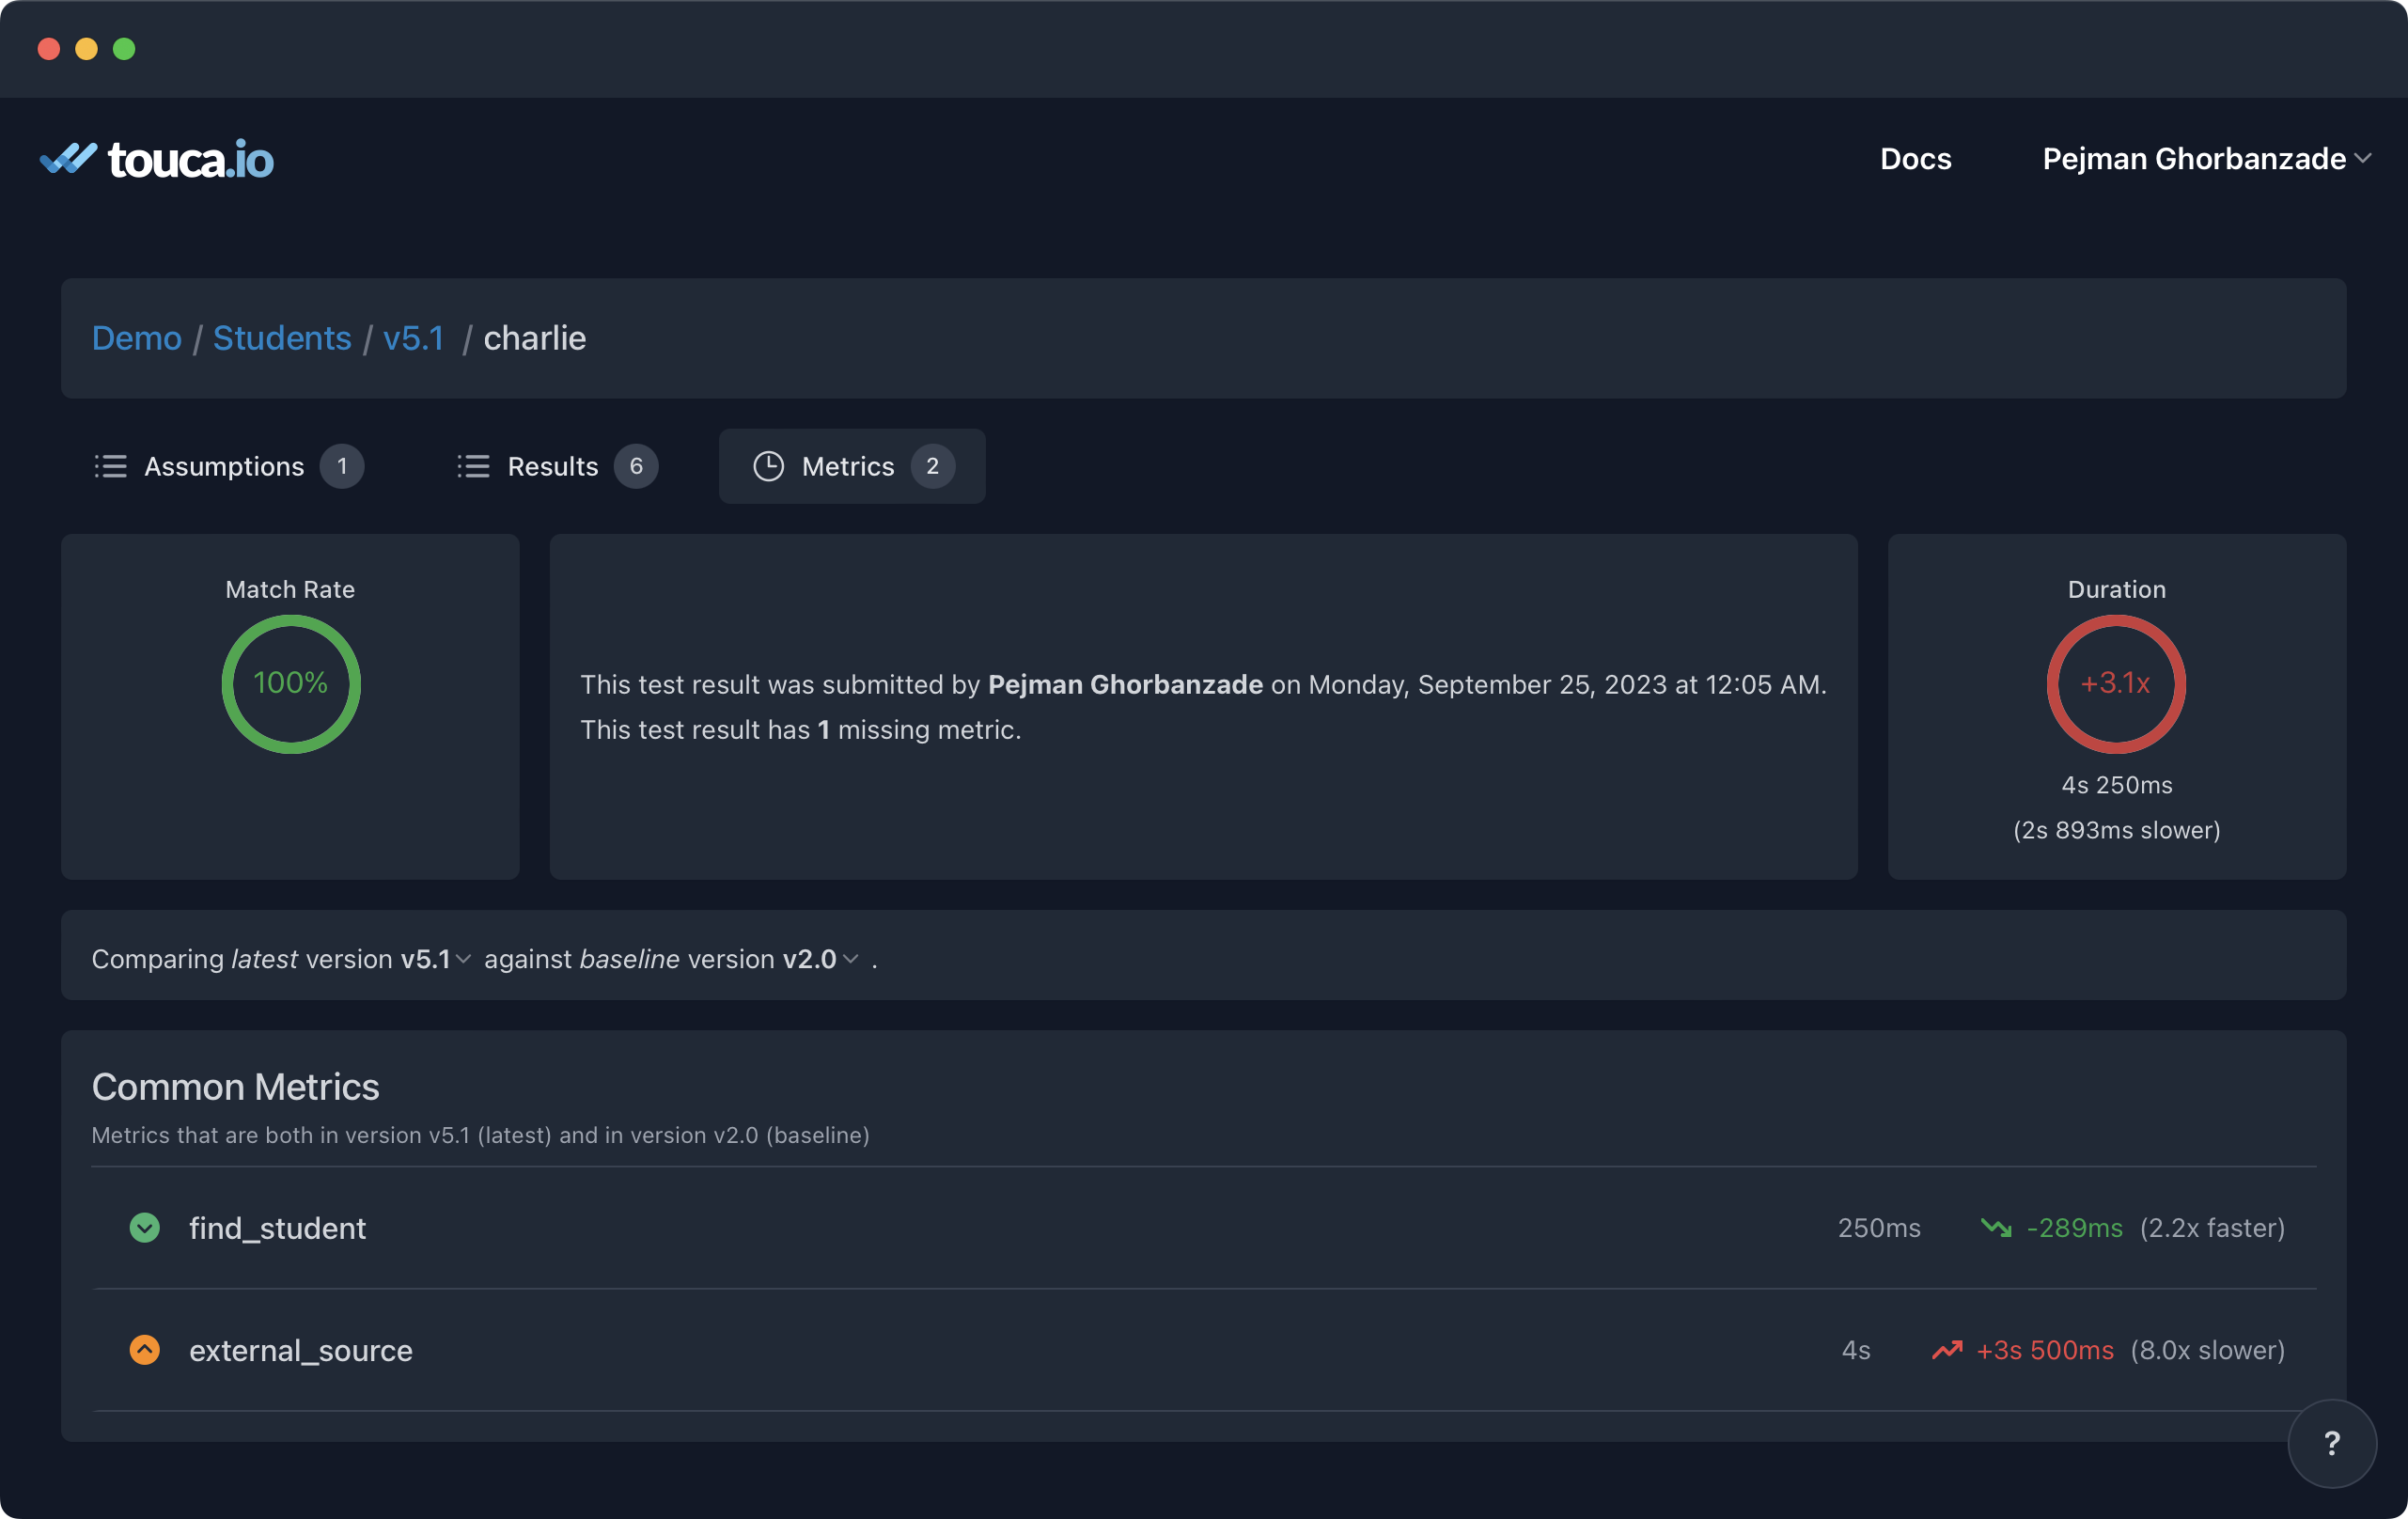 touca.io
Docs
Pejman Ghorbanzade
Demo / Students / v5.1 / charlie
Assumptions 1
Results 6
Metrics 2
Match Rate
100%
This test result was submitted by Pejman Ghorbanzade on Monday, September 25, 2023 at 12:05 AM.
This test result has 1 missing metric.
Duration
+3.1x
4s 250ms
(2s 893ms slower)
Comparing latest version v5.1 against baseline version v2.0 .
Common Metrics
Metrics that are both in version v5.1 (latest) and in version v2.0 (baseline)
find_student 250ms -289ms (2.2x faster)
external_source 4s +3s 500ms (8.0x slower)
?